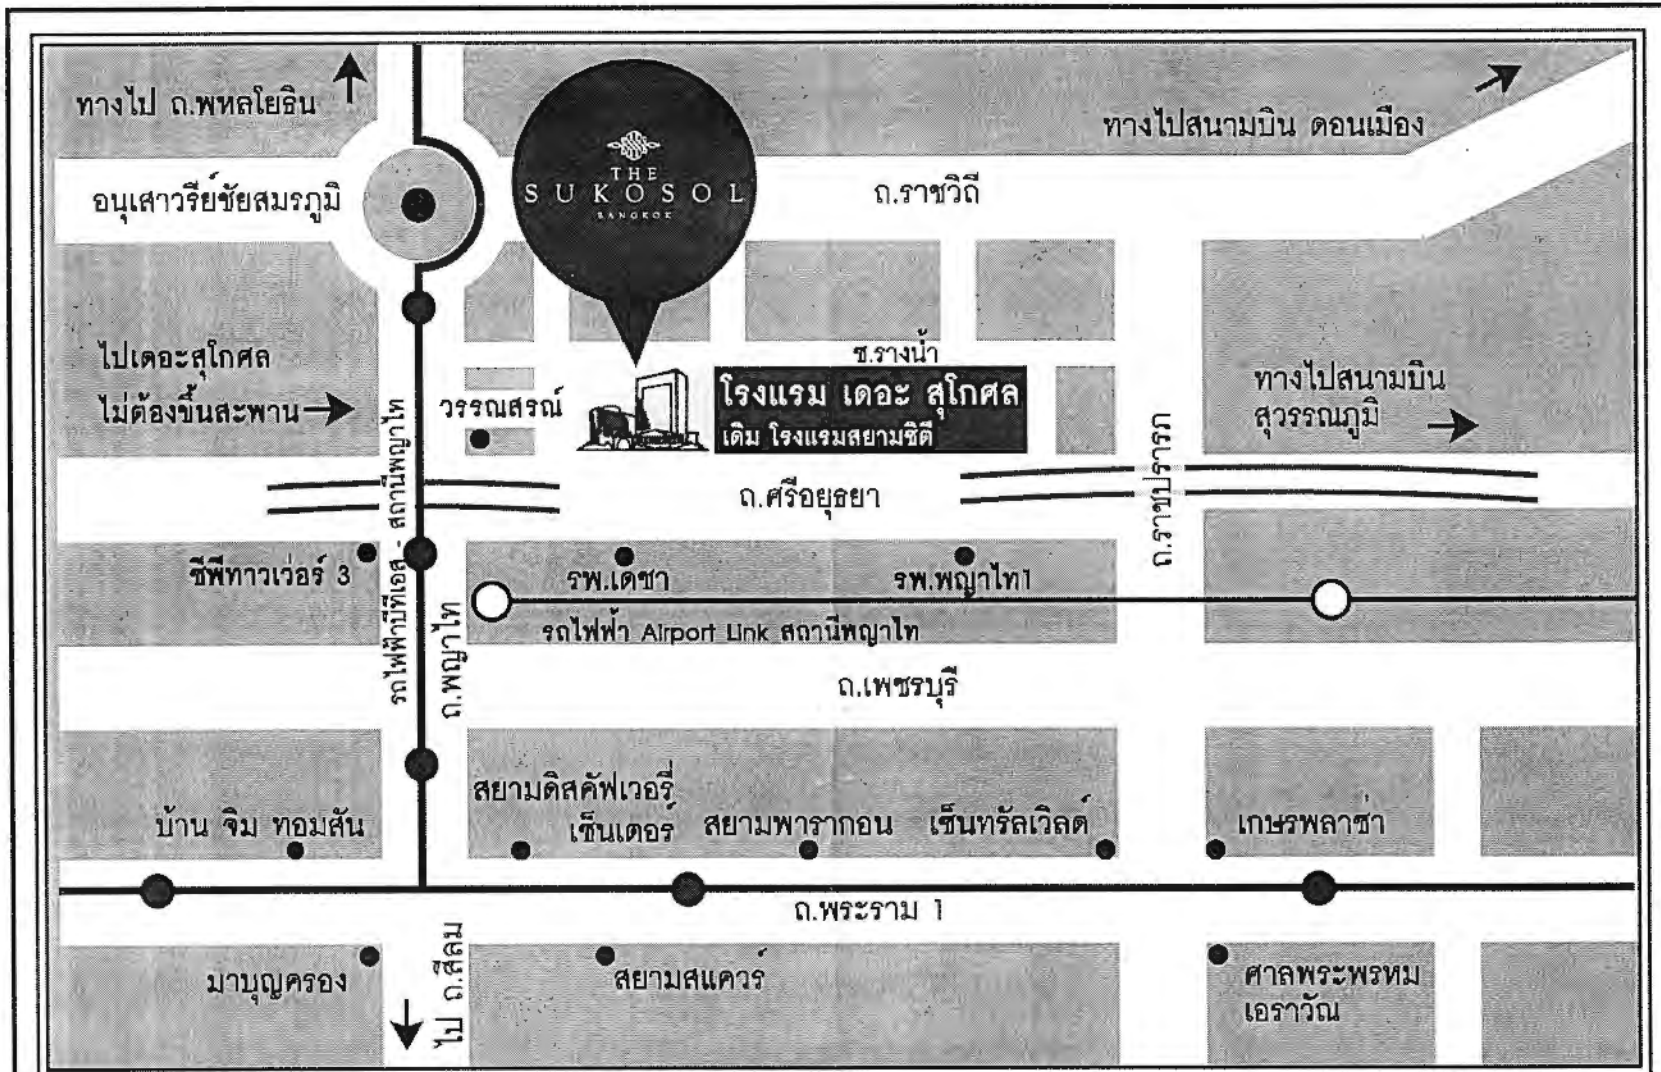 ทางไป ถ.พหลโยธิน
ทางไปสนามบิน ดอนเมือง
THE
SUKOSOL
BANGKOK
อนุเสาวรีย์ชัยสมรภูมิ
ถ.ราชวิถี
ซ.รางน้ำ
ไปเดอะสุโกศล
ไม่ต้องขึ้นสะพาน
วรรณสรณ์
โรงแรม เดอะ สุโกศล
เดิม โรงแรมสยามซิตี
ทางไปสนามบิน
สุวรรณภูมิ
รถไฟฟ้าบีทีเอส - สถานีพญาไท
ถ.ศรีอยุธยา
ถ.ราชปรารภ
ซีพีทาวเว่อร์ 3
รพ.เดชา
รพ.พญาไท1
รถไฟฟ้า Airport Link สถานีพญาไท
ถ.พญาไท
ถ.เพชรบุรี
บ้าน จิม ทอมสัน
สยามดิสคัฟเวอรี่
เซ็นเตอร์
สยามพารากอน
เซ็นทรัลเวิลด์
เกษรพลาซ่า
ถ.พระราม 1
มาบุญครอง
ไป ถ.สีลม
สยามสแควร์
ศาลพระพรหม
เอราวัณ